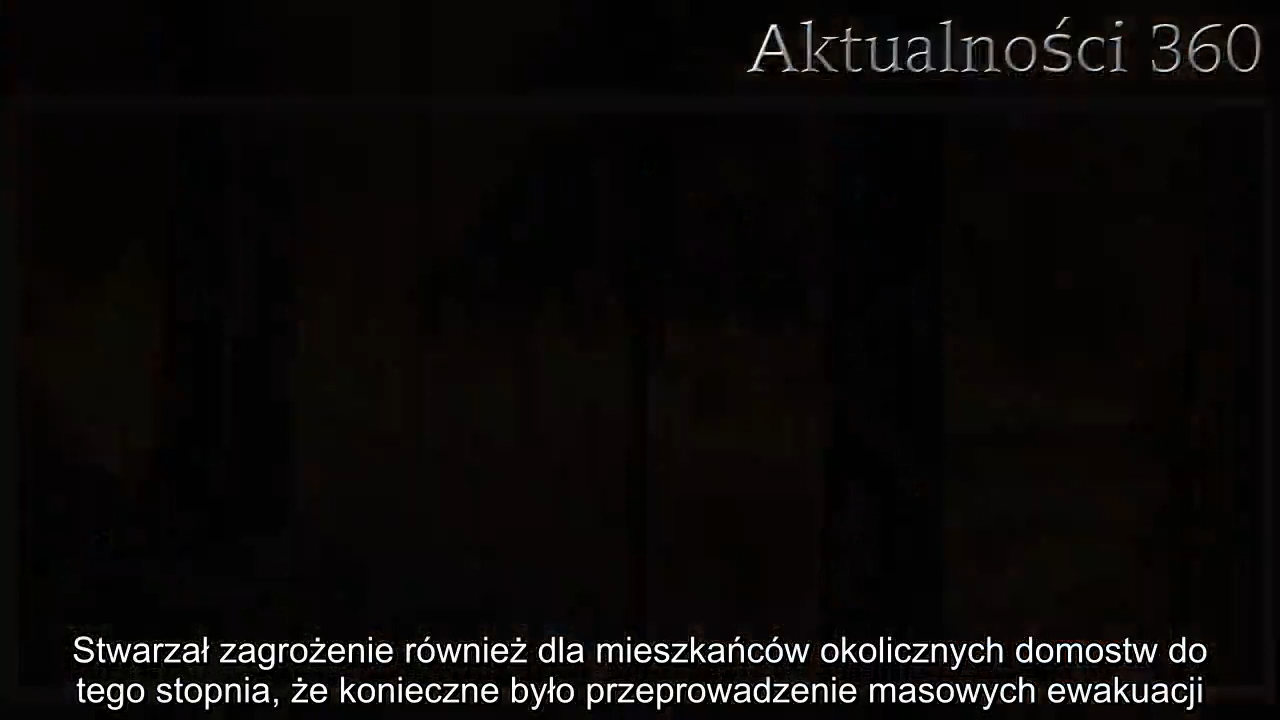 Aktualności 360
Stwarzał zagrożenie również dla mieszkańców okolicznych domostw do
tego stopnia, że konieczne było przeprowadzenie masowych ewakuacji